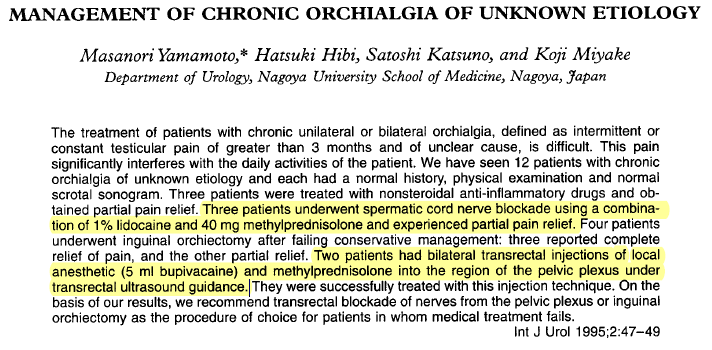 MANAGEMENT OF CHRONIC ORCHIALGIA OF UNKNOWN ETIOLOGY
Masanori Yamamoto,* Hatsuki Hibi, Satoshi Katsuno, and Koji Miyake
Department of Urology, Nagoya University School of Medicine, Nagoya, Japan
The treatment of patients with chronic unilateral or bilateral orchialgia, defined as intermittent or
constant testicular pain of greater than 3 months and of unclear cause, is difficult. This pain
significantly interferes with the daily activities of the patient. We have seen 12 patients with chronic
orchialgia of unknown etiology and each had a normal history, physical examination and normal
scrotal sonogram. Three patients were treated with nonsteroidal anti-inflammatory drugs and ob-
tained partial pain relief. Three patients underwent spermatic cord nerve blockade using a combina-
tion of 1% lidocaine and 40 mg methylprednisolone and experienced partial pain relief. Four patients
underwent inguinal orchiectomy after failing conservative management: three reported complete
relief of pain, and the other partial relief. Two patients had bilateral transrectal injections of local
anesthetic (5 ml bupivacaine) and methylprednisolone into the region of the pelvic plexus under
transrectal ultrasound guidance. They were successfully treated with this injection technique. On the
basis of our results, we recommend transrectal blockade of nerves from the pelvic plexus or inguinal
orchiectomy as the procedure of choice for patients in whom medical treatment fails.
Int J Urol 1995;2:47–49